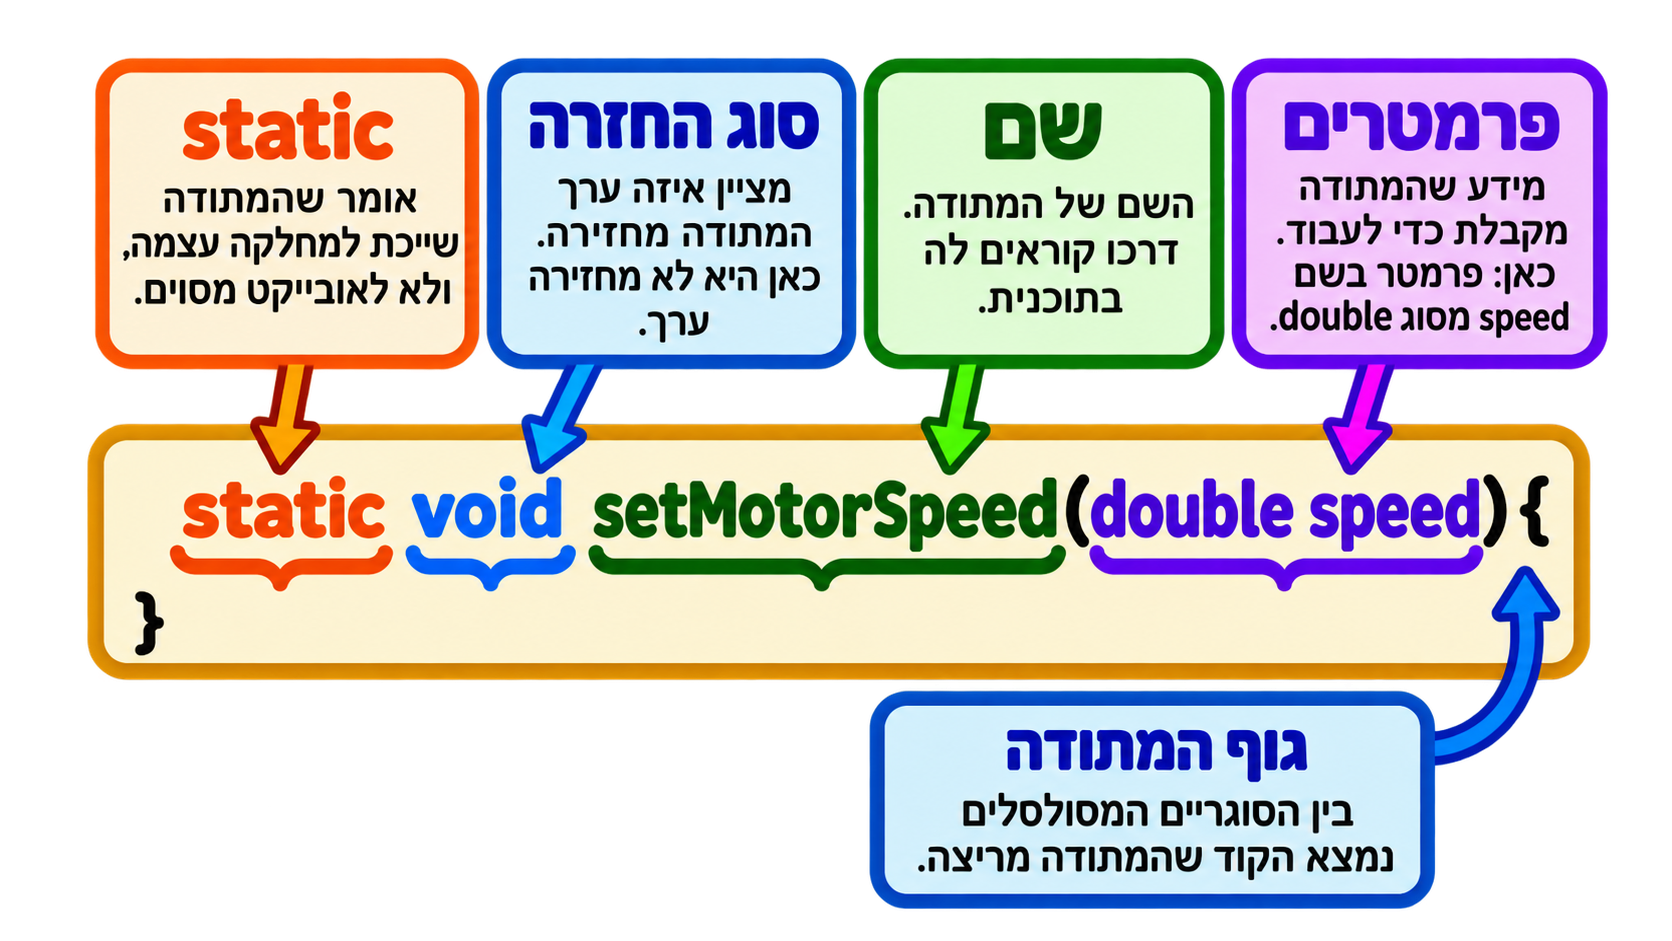 static
אומר שהמתודה
שייכת למחלקה עצמה,
ולא לאובייקט מסוים.
סוג החזרה
מציין איזה ערך
המתודה מחזירה.
כאן היא לא מחזירה
ערך.
שם
השם של המתודה.
דרכו קוראים לה
בתוכנית.
פרמטרים
מידע שהמתודה
מקבלת כדי לעבוד.
כאן: פרמטר בשם
speed מסוג double.
static void setMotorSpeed(double speed) {
}
גוף המתודה
בין הסוגריים המסולסלים
נמצא הקוד שהמתודה מריצה.